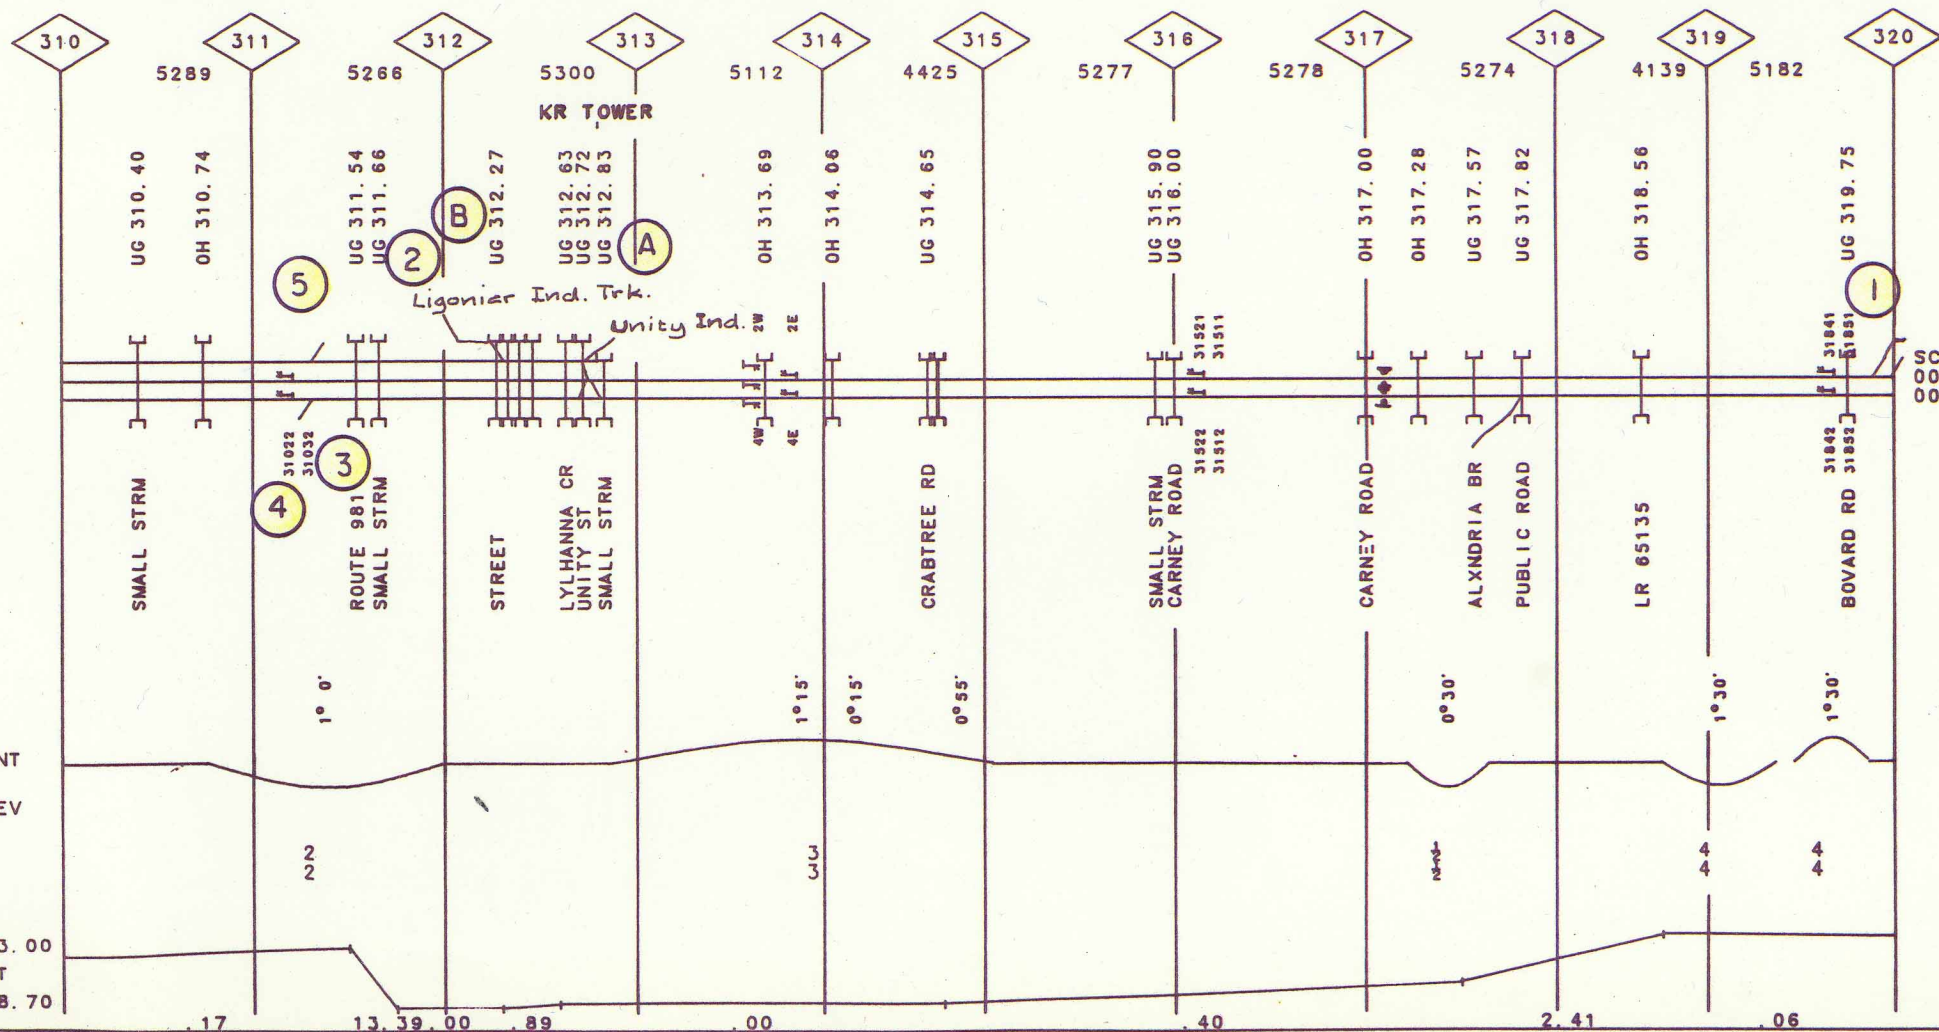 310 311 312 313 314 315 316 317 318 319 320
5289 5266 5300 5112 4425 5277 5278 5274 4139 5182
KR TOWER
UG 310.40
OH 310.74
UG 311.54
UG 311.66
UG 312.27
UG 312.63
UG 312.72
UG 312.83
OH 313.69
OH 314.06
UG 314.65
UG 315.90
UG 316.00
OH 317.00
OH 317.28
UG 317.57
UG 317.82
OH 318.56
UG 319.75
B
A
2
5
1
Ligonier Ind. Trk.
Unity Ind.
2W
2E
31521
31511
31841
31851
SC
00
00
4W
4E
31022
31032
31522
31512
31842
31852
3
4
SMALL STRM
ROUTE 981
SMALL STRM
STREET
LYLHANNA CR
UNITY ST
SMALL STRM
CRABTREE RD
SMALL STRM
CARNEY ROAD
CARNEY ROAD
ALXNDRIA BR
PUBLIC ROAD
LR 65135
BOVARD RD
1° 0'
1°15'
0°15'
0°55'
0°30'
1°30'
1°30'
NT
EV
2 3 4 4
2 3 4 4
3.00
T
8.70
.17 13.39 .00 .89 .00 .40 2.41 .06